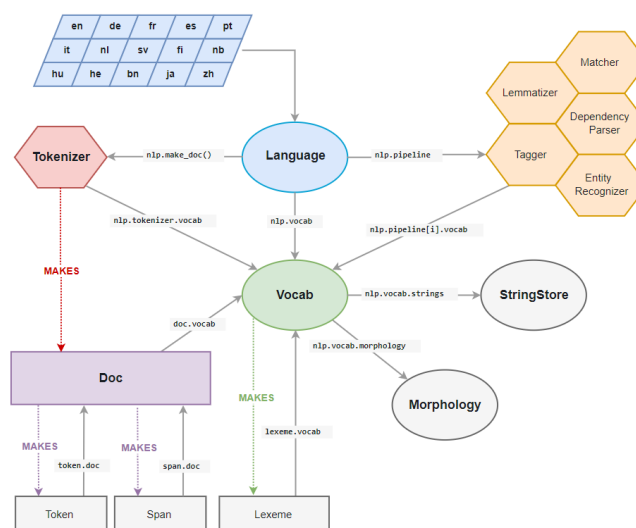 en de fr es pt
it nl sv fi nb
hu he bn ja zh
Matcher
Lemmatizer
Dependency
Parser
Tokenizer
nlp.make_doc()
Language
nlp.pipeline
Tagger
Entity
Recognizer
nlp.tokenizer.vocab
nlp.vocab
nlp.pipeline[i].vocab
MAKES
Vocab
nlp.vocab.strings
StringStore
doc.vocab
nlp.vocab.morphology
Doc
MAKES
Morphology
lexeme.vocab
MAKES
MAKES
token.doc
span.doc
Token
Span
Lexeme